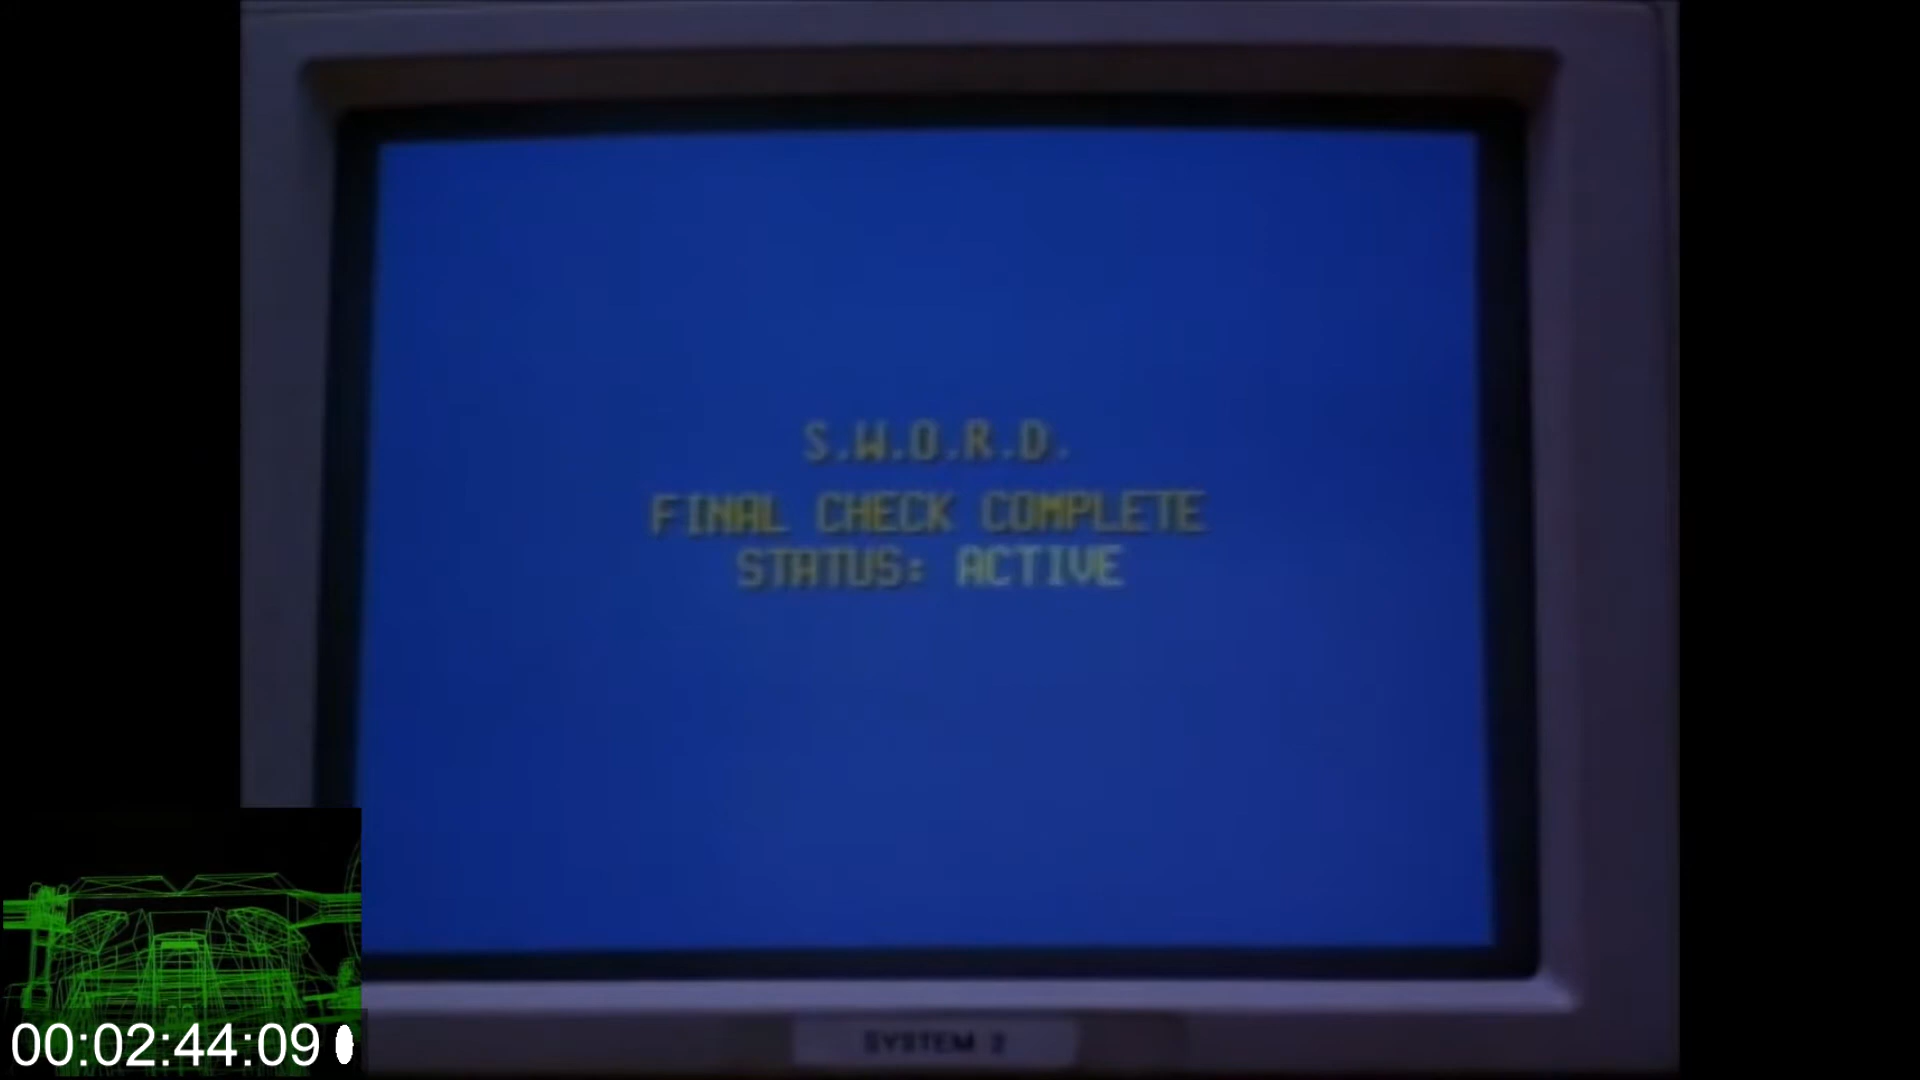 S.W.O.R.D.
FINAL CHECK COMPLETE
STATUS: ACTIVE
SYSTEM 2
00:02:44:09